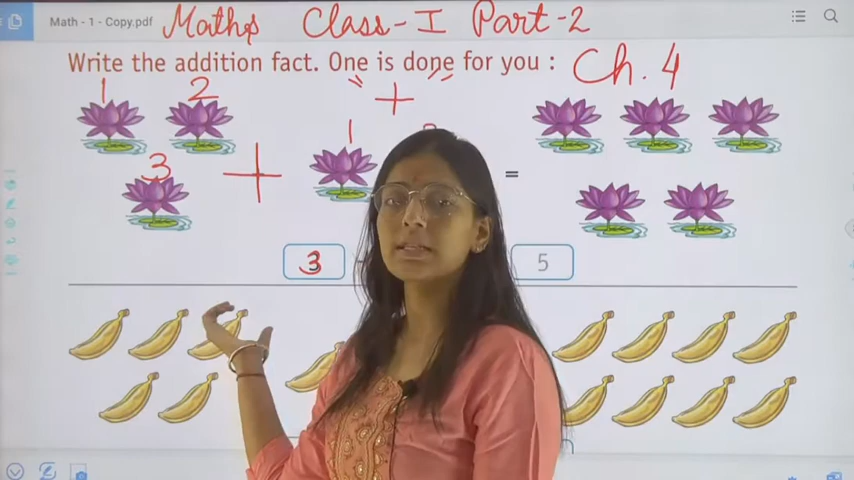 Math - 1 - Copy.pdf
Maths Class - I Part-2
Write the addition fact. One is done for you : Ch. 4
+
1 2
1
3 + =
3 5